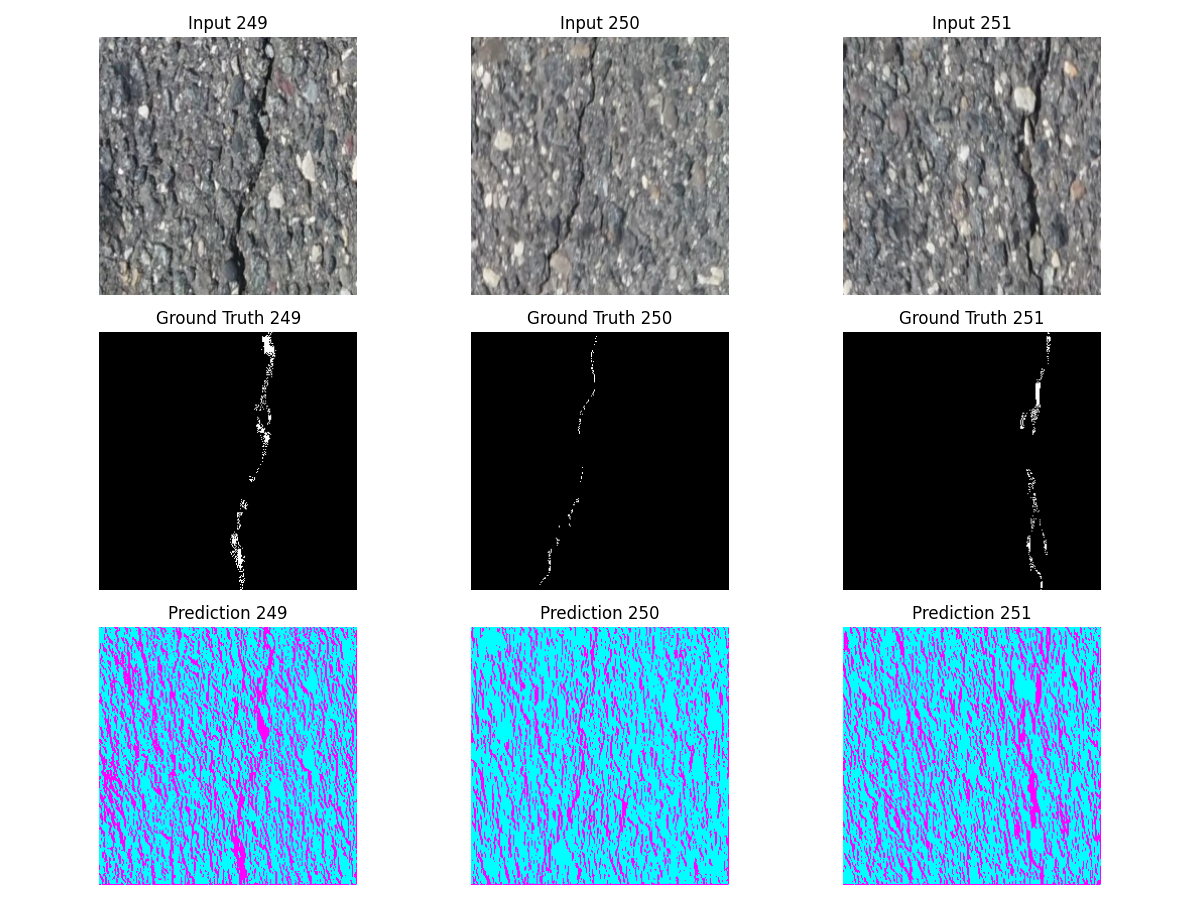 Input 249
Input 250
Input 251
Ground Truth 249
Ground Truth 250
Ground Truth 251
Prediction 249
Prediction 250
Prediction 251